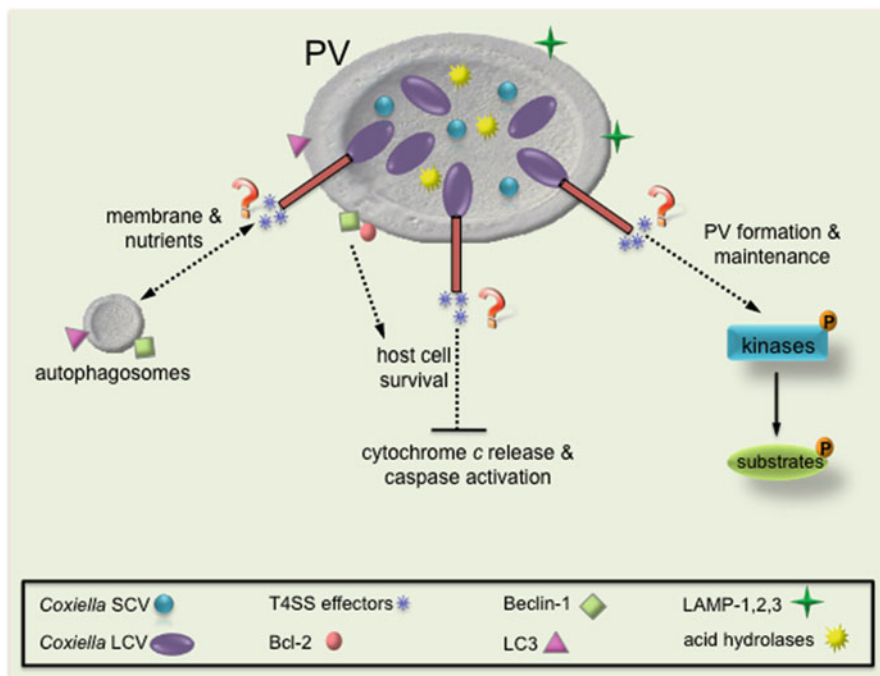 PV
?
membrane &
nutrients
?
PV formation &
maintenance
?
P
kinases
autophagosomes
host cell
survival
cytochrome c release &
caspase activation
P
substrates
Coxiella SCV
T4SS effectors
Beclin-1
LAMP-1,2,3
Coxiella LCV
Bcl-2
LC3
acid hydrolases